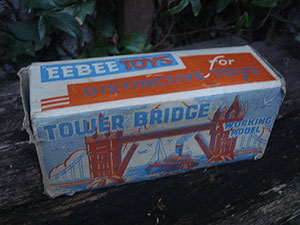 EEBEE TOYS
for
DISTINCTIVE Toys
TOWER BRIDGE
WORKING
MODEL